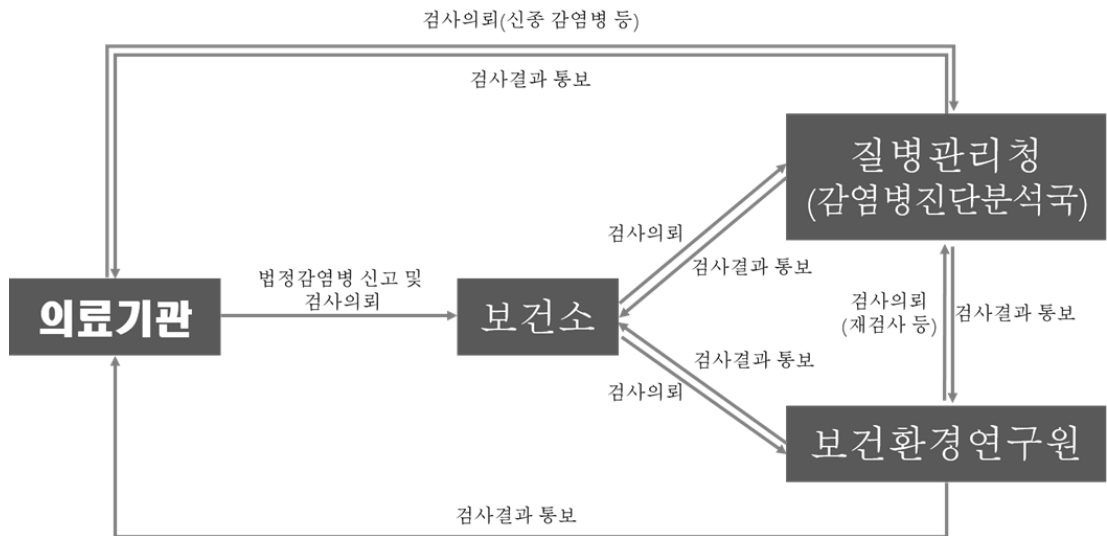 검사의뢰(신종 감염병 등)
검사결과 통보
질병관리청
(감염병진단분석국)
검사의뢰
검사결과 통보
법정감염병 신고 및
검사의뢰
의료기관
보건소
검사의뢰
(재검사 등)
검사결과 통보
검사결과 통보
검사의뢰
보건환경연구원
검사결과 통보